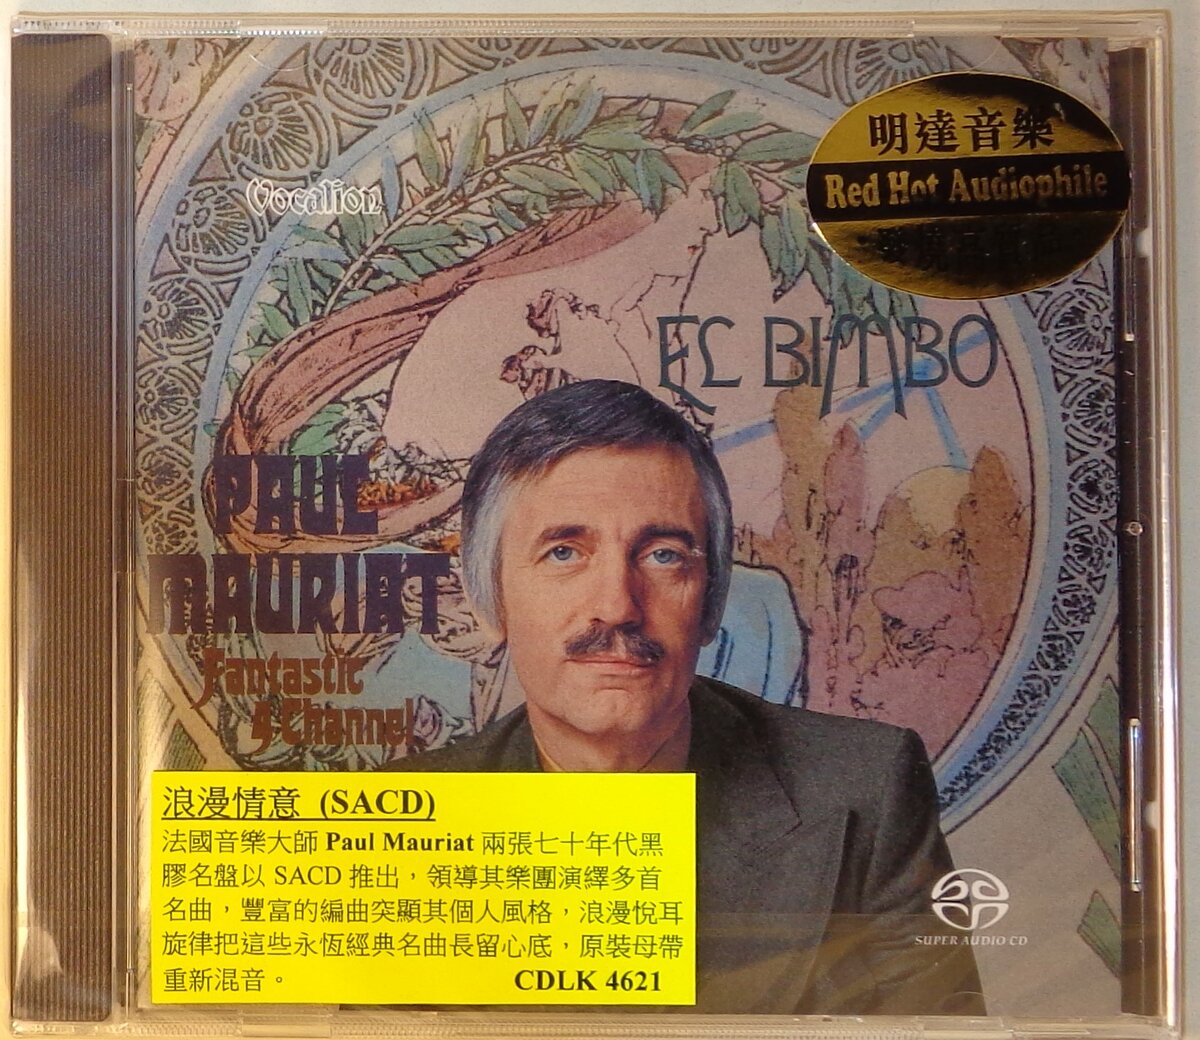 Vocalion
明達音樂
Red Hot Audiophile
EL BIMBO
PAUL
MAURIAT
Fantastic
4 Channel
浪漫情意 (SACD)
法國音樂大師 Paul Mauriat 兩張七十年代黑
膠名盤以 SACD 推出，領導其樂團演繹多首
名曲，豐富的編曲突顯其個人風格，浪漫悅耳
旋律把這些永恆經典名曲長留心底，原裝母帶
重新混音。 CDLK 4621
SUPER AUDIO CD